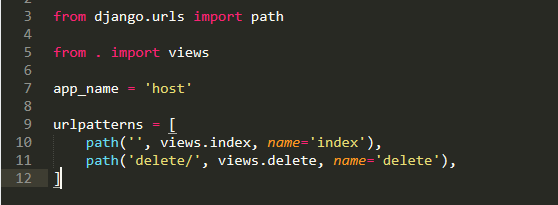 3 from django.urls import path
4
5 from . import views
6
7 app_name = 'host'
8
9 urlpatterns = [
10 path('', views.index, name='index'),
11 path('delete/', views.delete, name='delete'),
12 ]